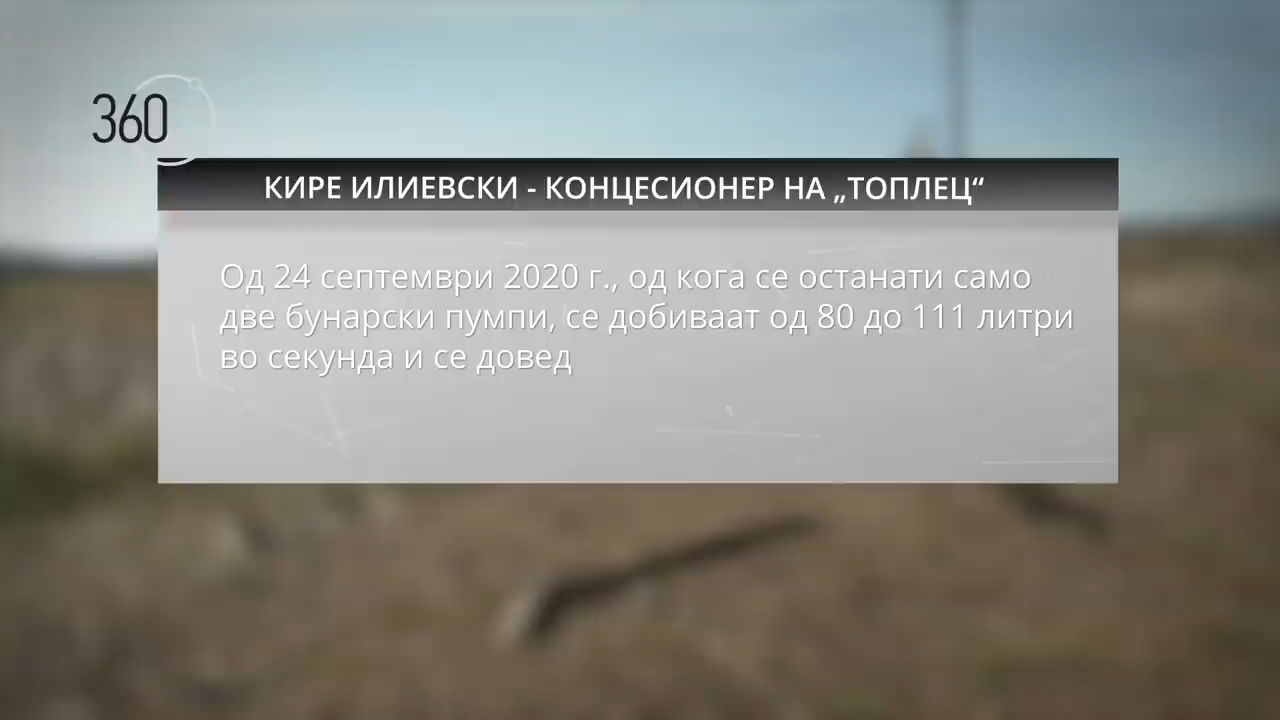 360
КИРЕ ИЛИЕВСКИ - КОНЦЕСИОНЕР НА „ТОПЛЕЦ“
Од 24 септември 2020 г., од кога се останати само
две бунарски пумпи, се добиваат од 80 до 111 литри
во секунда и се довед